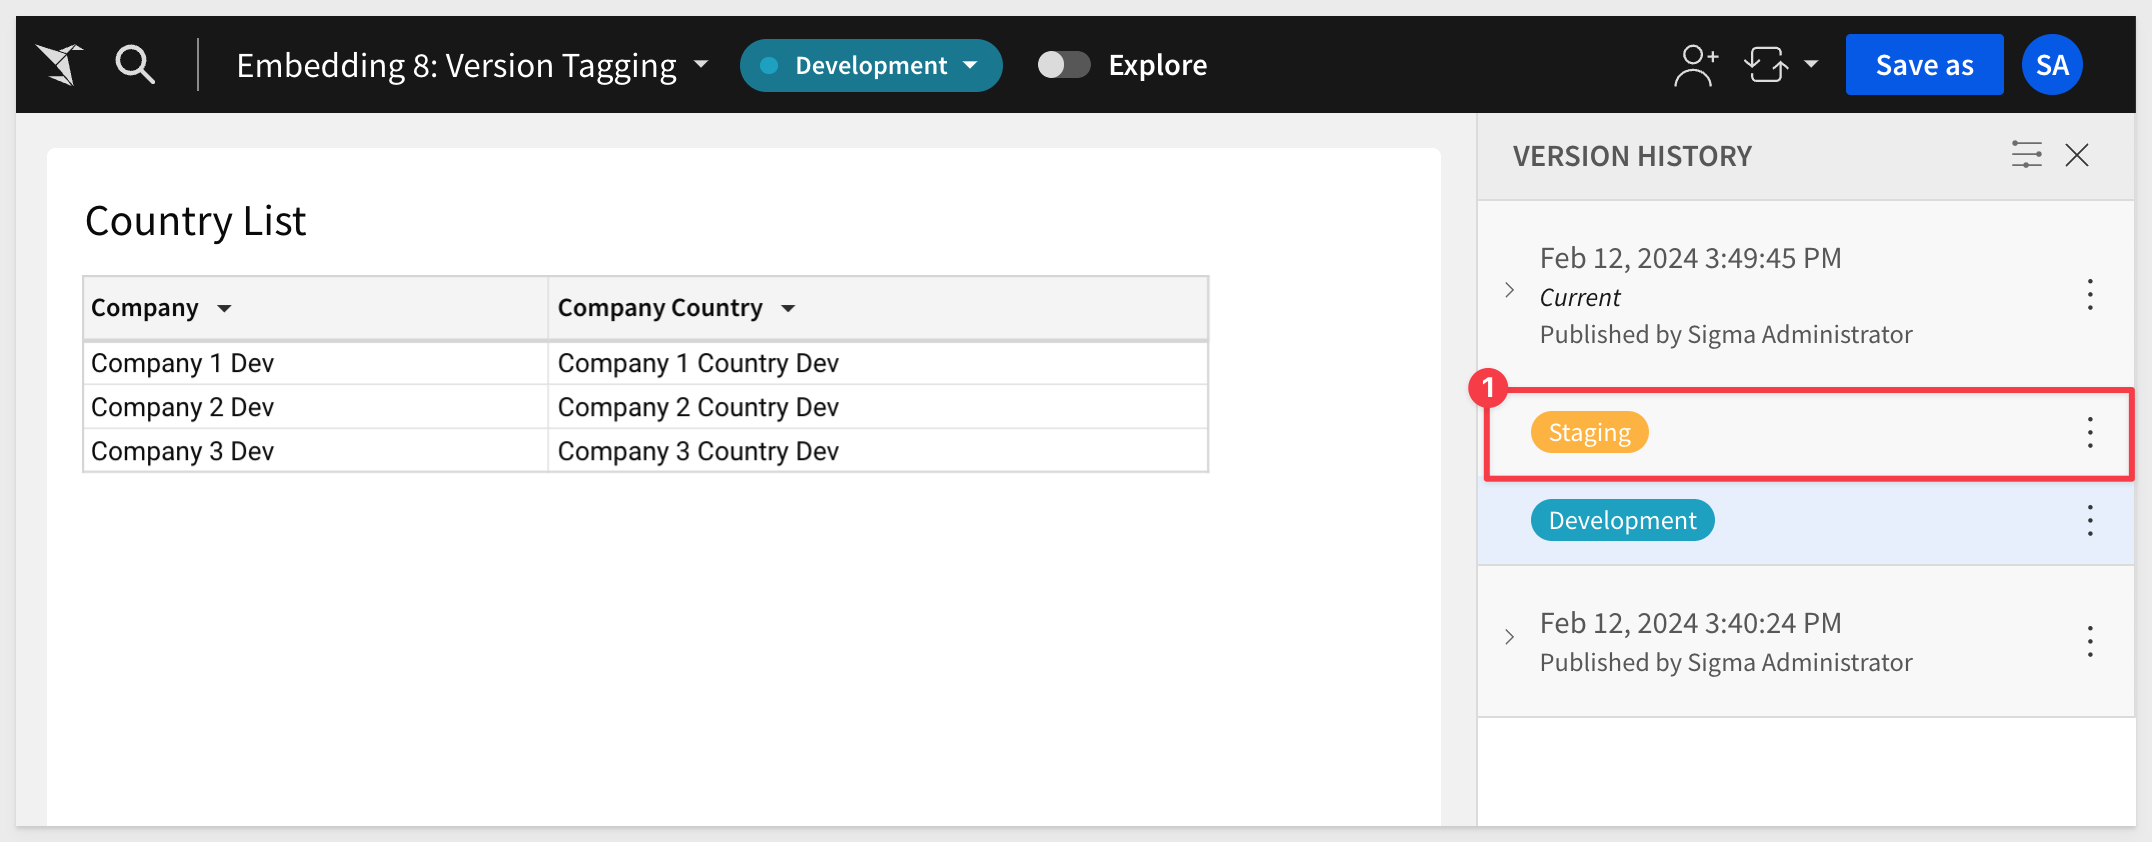 Embedding 8: Version Tagging
Development
Explore
Save as
SA
Country List
Company
Company Country
Company 1 Dev
Company 1 Country Dev
Company 2 Dev
Company 2 Country Dev
Company 3 Dev
Company 3 Country Dev
VERSION HISTORY
Feb 12, 2024 3:49:45 PM
Current
Published by Sigma Administrator
1
Staging
Development
Feb 12, 2024 3:40:24 PM
Published by Sigma Administrator